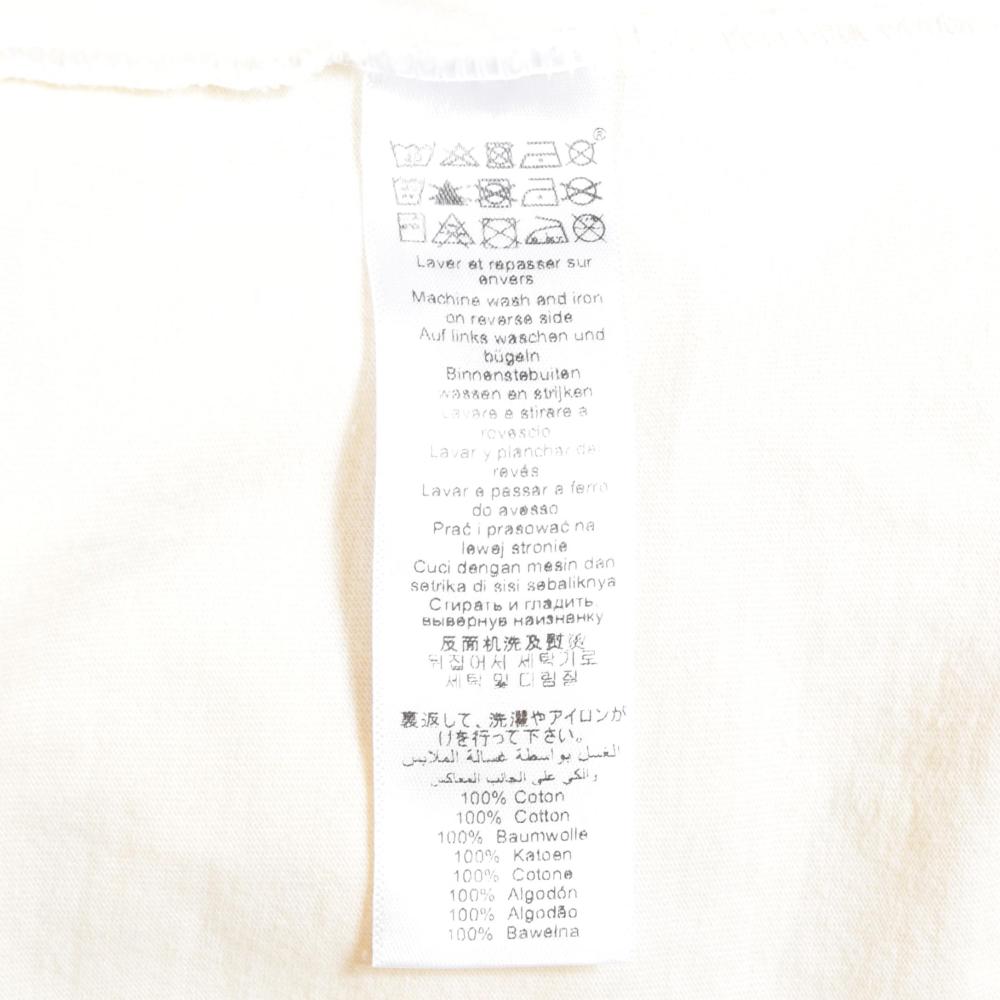 ®
Laver et repasser sur
envers
Machine wash and iron
on reverse side
Auf links waschen und
bügeln
Binnenstebuiten
wassen en strijken
Lavare e stirare a
rovescio
Lavar y planchar del
revés
Lavar e passar a ferro
do avesso
Prać i prasować na
lewej stronie
Cuci dengan mesin dan
setrika di sisi sebaliknya
Стирать и гладить,
вывернув наизнанку
反面机洗及熨烫
뒤집어서 세탁기로
세탁 및 다림질
裏返して、洗濯やアイロンが
けを行って下さい。
الغسل بواسطة غسالة الملابس
والكي على الجانب المعاكس
100% Coton
100% Cotton
100% Baumwolle
100% Katoen
100% Cotone
100% Algodón
100% Algodão
100% Bawełna